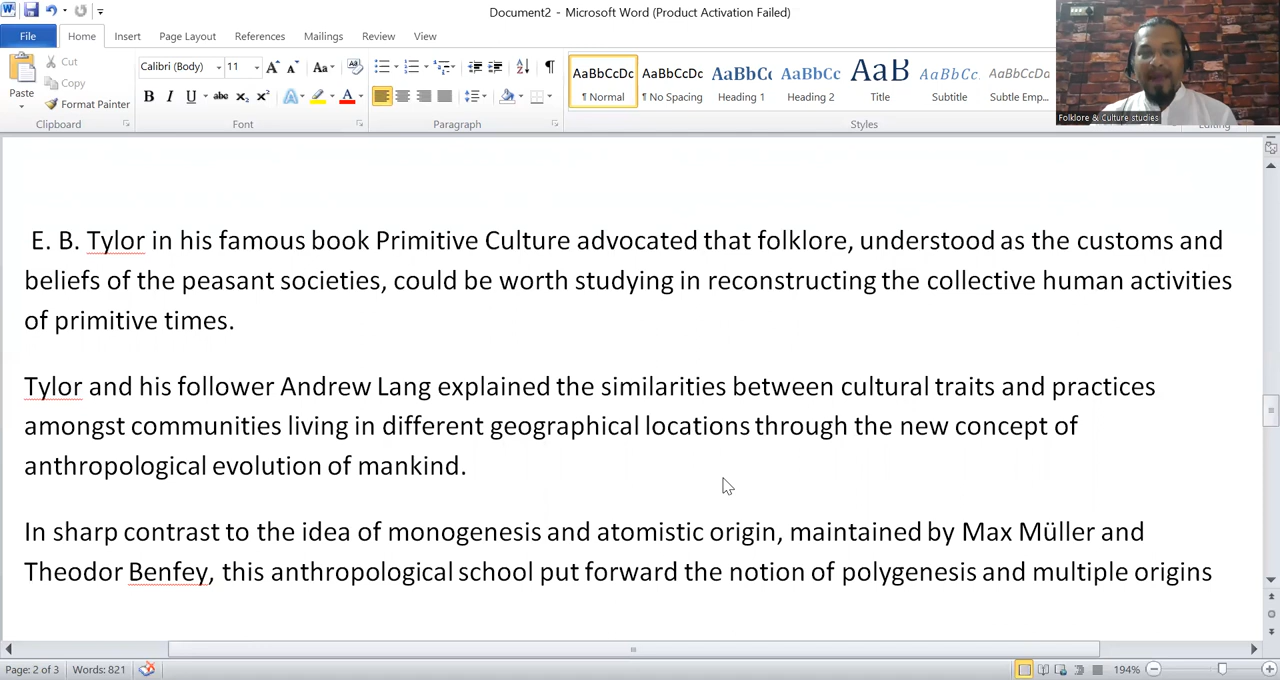 Document2 - Microsoft Word (Product Activation Failed)
File Home Insert Page Layout References Mailings Review View
Paste
Cut
Copy
Format Painter
Clipboard
Calibri (Body) 11
Font
Paragraph
AaBbCcDc AaBbCcDc AaBbCc AaBbCc AaB AaBbCc. AaBbCcDa
¶ Normal ¶ No Spacing Heading 1 Heading 2 Title Subtitle Subtle Emp...
Styles
Editing
Folklore & Culture studies
E. B. Tylor in his famous book Primitive Culture advocated that folklore, understood as the customs and
beliefs of the peasant societies, could be worth studying in reconstructing the collective human activities
of primitive times.
Tylor and his follower Andrew Lang explained the similarities between cultural traits and practices
amongst communities living in different geographical locations through the new concept of
anthropological evolution of mankind.
In sharp contrast to the idea of monogenesis and atomistic origin, maintained by Max Müller and
Theodor Benfey, this anthropological school put forward the notion of polygenesis and multiple origins
Page: 2 of 3 Words: 821 194%